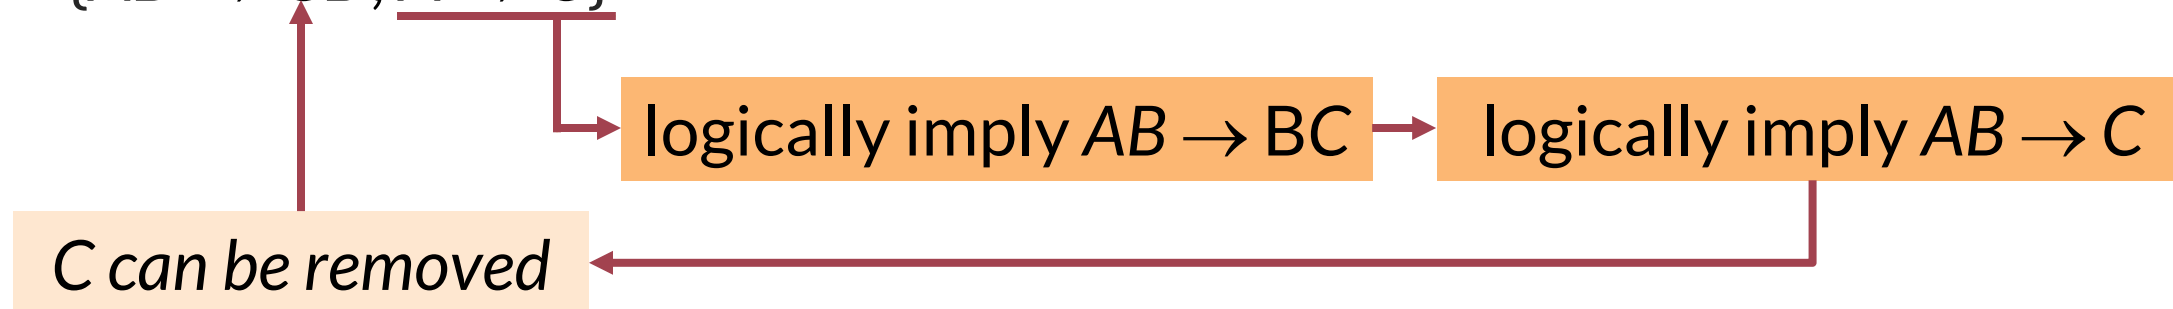 logically imply AB → BC
logically imply AB → C
C can be removed